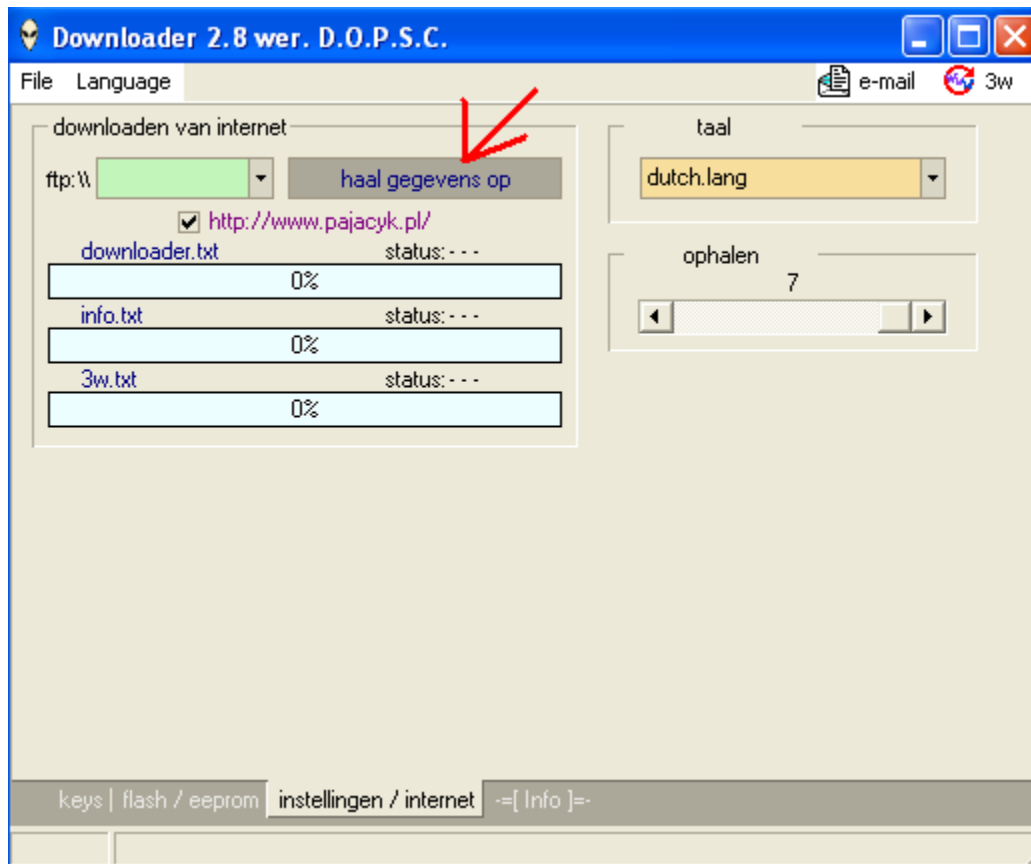 Downloader 2.8 wer. D.O.P.S.C.
File Language e-mail 3w
downloaden van internet
ftp:\\ haal gegevens op
http://www.pajacyk.pl/
downloader.txt status:- - -
0%
info.txt status:- - -
0%
3w.txt status:- - -
0%
taal
dutch.lang
ophalen
7
keys | flash / eeprom instellingen / internet -=[ Info ]=-